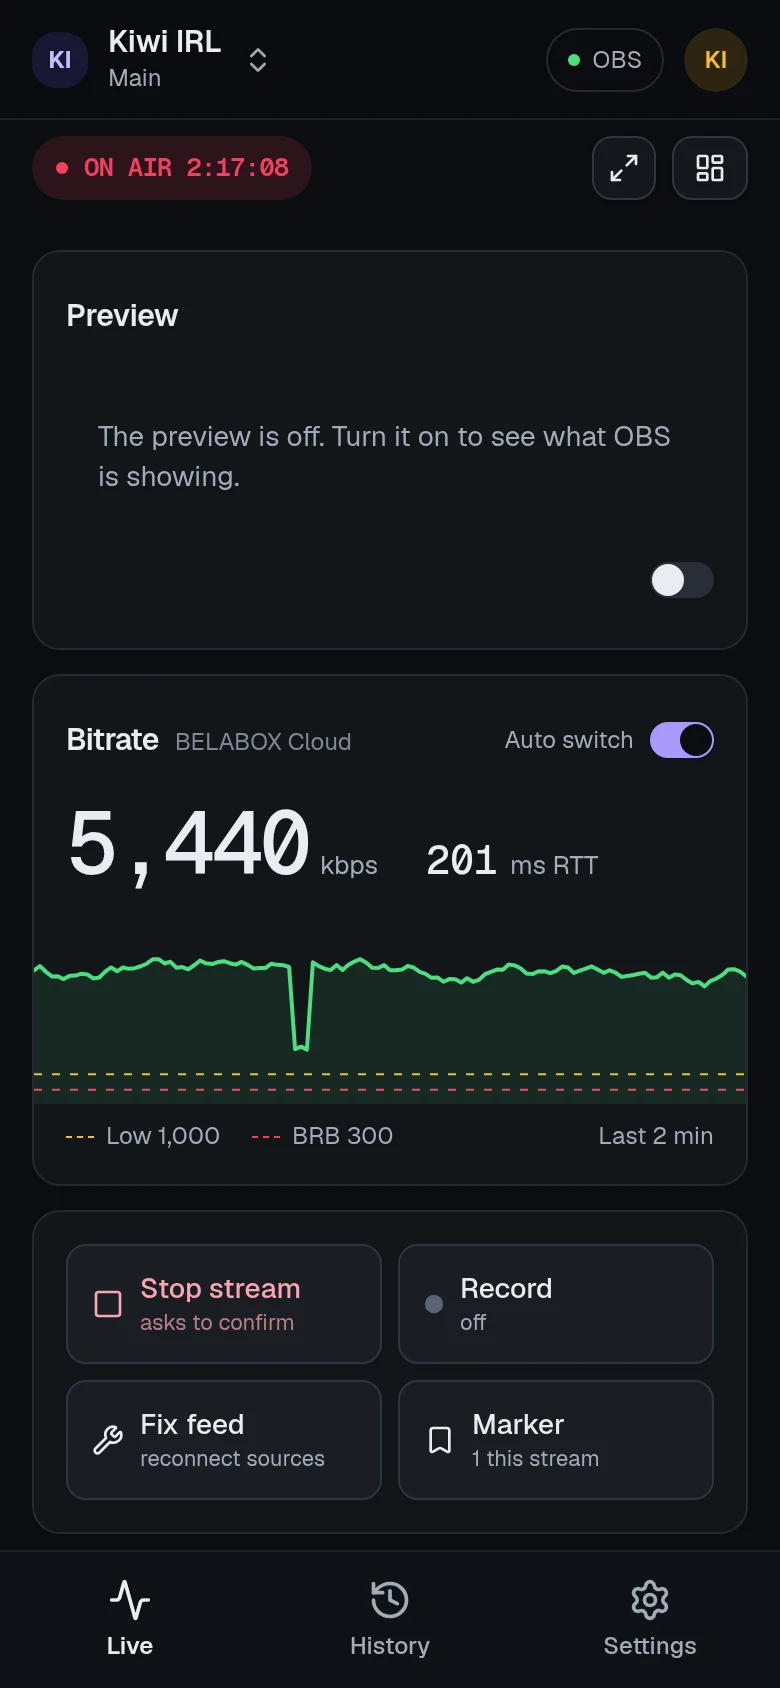 KI
Kiwi IRL
Main
OBS
KI
ON AIR 2:17:08
Preview
The preview is off. Turn it on to see what OBS
is showing.
Bitrate BELABOX Cloud
Auto switch
5,440 kbps
201 ms RTT
Low 1,000
BRB 300
Last 2 min
Stop stream
asks to confirm
Record
off
Fix feed
reconnect sources
Marker
1 this stream
Live
History
Settings